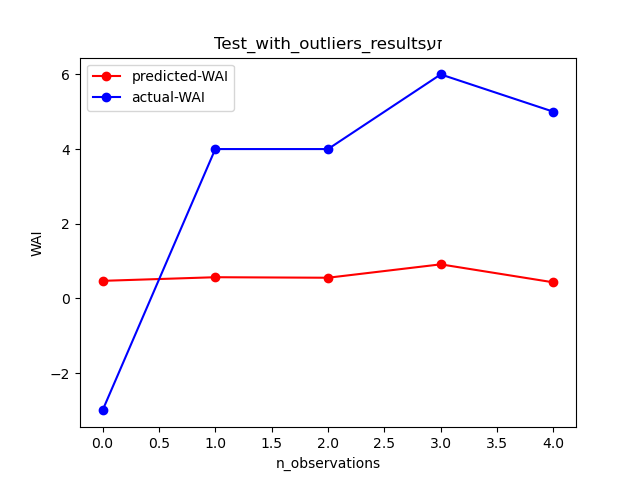 Test_with_outliers_resultsעז
predicted-WAI
actual-WAI
6
4
2
0
−2
WAI
0.0 0.5 1.0 1.5 2.0 2.5 3.0 3.5 4.0
n_observations